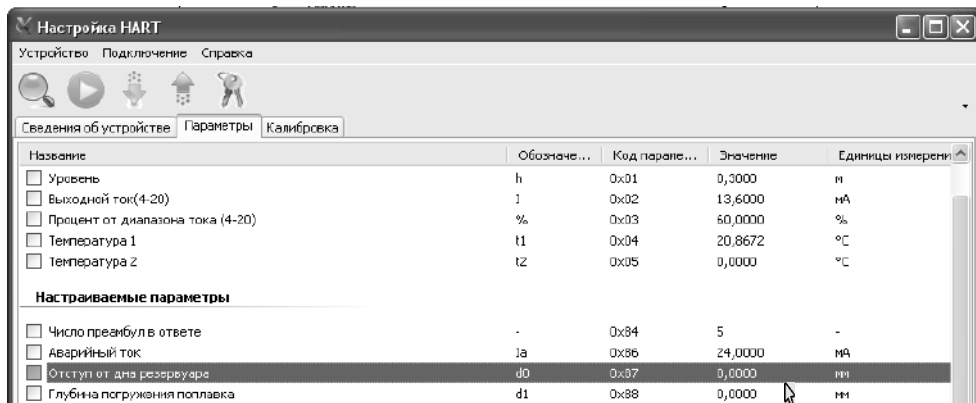 Настройка HART
Устройство Подключение Справка
Сведения об устройстве Параметры Калибровка
Название Обозначе... Код параме... Значение Единицы измерени
Уровень h 0x01 0,3000 м
Выходной ток(4-20) I 0x02 13,6000 мА
Процент от диапазона тока (4-20) % 0x03 60,0000 %
Температура 1 t1 0x04 20,8672 °C
Температура 2 t2 0x05 0,0000 °C
Настраиваемые параметры
Число преамбул в ответе - 0x84 5 -
Аварийный ток Ia 0x86 24,0000 мА
Отступ от дна резервуара d0 0x87 0,0000 мм
Глубина погружения поплавка d1 0x88 0,0000 мм